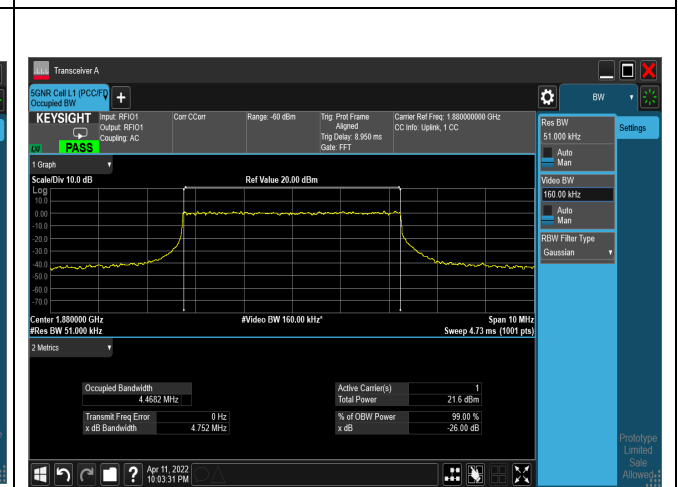 Transceiver A
5GNR Cell L1 (PCC/FD
Occupied BW
+
BW
KEYSIGHT
Input: RFIO1
Output: RFIO1
Coupling: AC
Corr CCorr
Range: -60 dBm
Trig: Prot Frame
Aligned
Trig Delay: 8.950 ms
Gate: FFT
Carrier Ref Freq: 1.880000000 GHz
CC Info: Uplink, 1 CC
PASS
Res BW
51.000 kHz
Auto
Man
Settings
Video BW
160.00 kHz
Auto
Man
RBW Filter Type
Gaussian
1 Graph
Scale/Div 10.0 dB
Ref Value 20.00 dBm
Log
10.0
0.00
-10.0
-20.0
-30.0
-40.0
-50.0
-60.0
-70.0
Center 1.880000 GHz
#Video BW 160.00 kHz*
Span 10 MHz
#Res BW 51.000 kHz
Sweep 4.73 ms (1001 pts)
2 Metrics
Occupied Bandwidth
4.4682 MHz
Transmit Freq Error 0 Hz
x dB Bandwidth 4.752 MHz
Active Carrier(s) 1
Total Power 21.6 dBm
% of OBW Power 99.00 %
x dB -26.00 dB
Prototype
Limited
Sale
Allowed
?
Apr 11, 2022
10:03:31 PM